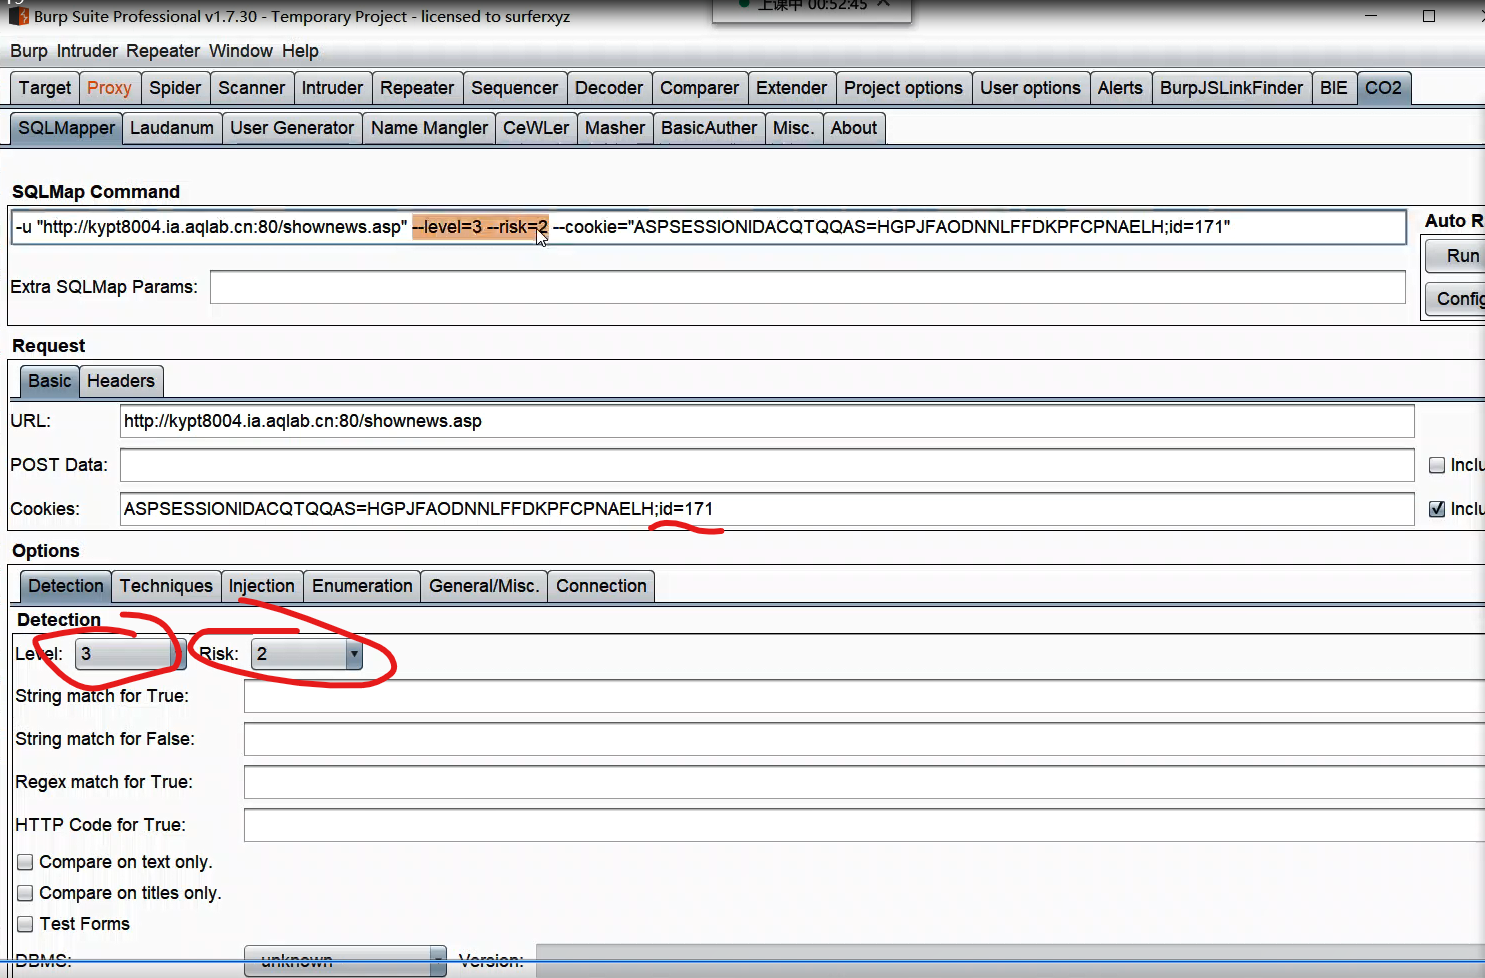 Burp Suite Professional v1.7.30 - Temporary Project - licensed to surferxyz
上课中 00:52:45
Burp Intruder Repeater Window Help
Target Proxy Spider Scanner Intruder Repeater Sequencer Decoder Comparer Extender Project options User options Alerts BurpJSLinkFinder BIE CO2
SQLMapper Laudanum User Generator Name Mangler CeWLer Masher BasicAuther Misc. About
SQLMap Command
-u "http://kypt8004.ia.aqlab.cn:80/shownews.asp" --level=3 --risk=2 --cookie="ASPSESSIONIDACQTQQAS=HGPJFAODNNLFFDKPFCPNAELH;id=171"
Auto R
Run
Extra SQLMap Params:
Config
Request
Basic Headers
URL: http://kypt8004.ia.aqlab.cn:80/shownews.asp
POST Data:
Inclu
Cookies: ASPSESSIONIDACQTQQAS=HGPJFAODNNLFFDKPFCPNAELH;id=171
Inclu
Options
Detection Techniques Injection Enumeration General/Misc. Connection
Detection
Level: 3 Risk: 2
String match for True:
String match for False:
Regex match for True:
HTTP Code for True:
Compare on text only.
Compare on titles only.
Test Forms
DBMS: unknown Version: